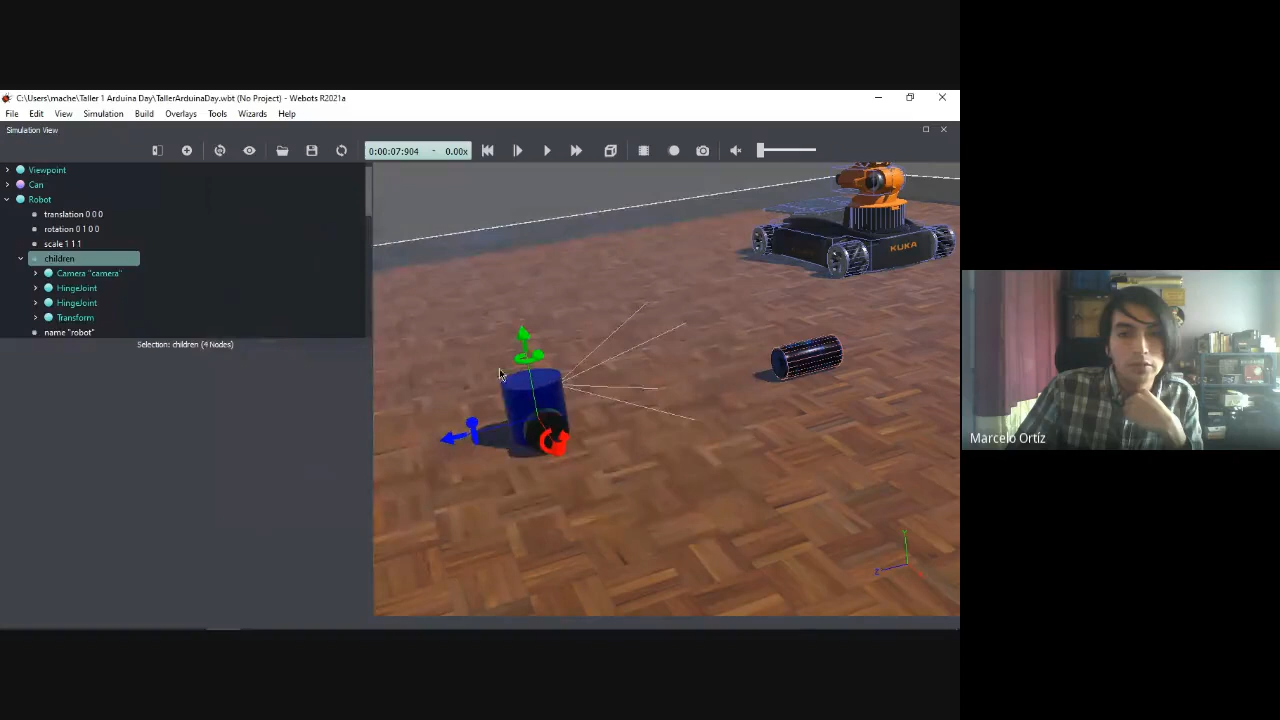 C:\Users\mache\Taller 1 Arduina Day\TallerArduinaDay.wbt (No Project) - Webots R2021a
File Edit View Simulation Build Overlays Tools Wizards Help
Simulation View
0:00:07:904 - 0.00x
Viewpoint
Can
Robot
translation 0 0 0
rotation 0 1 0 0
scale 1 1 1
children
Camera "camera"
HingeJoint
HingeJoint
Transform
name "robot"
Selection: children (4 Nodes)
KUKA
Y
Z
Marcelo Ortíz